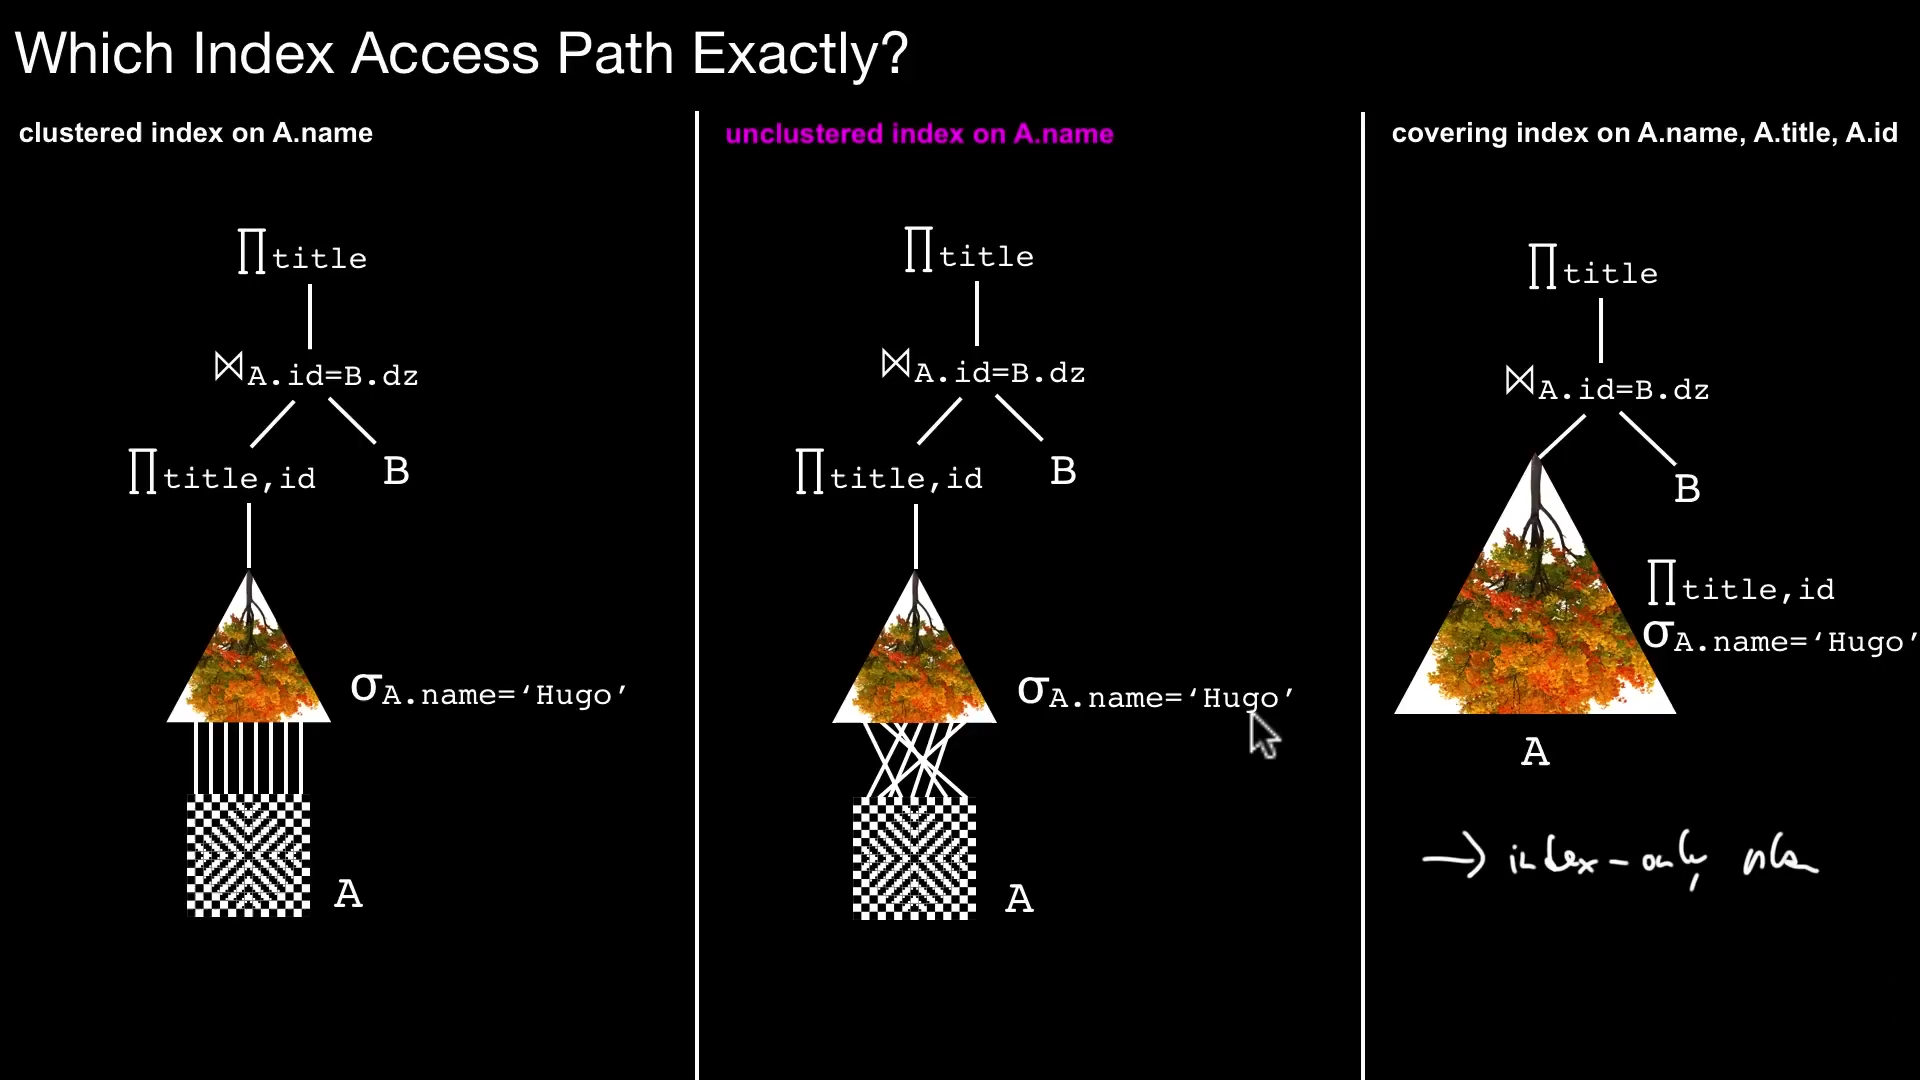 Which Index Access Path Exactly?
clustered index on A.name
∏title
⋈A.id=B.dz
∏title,id
B
σA.name=‘Hugo’
A
unclustered index on A.name
∏title
⋈A.id=B.dz
∏title,id
B
σA.name=‘Hugo’
A
covering index on A.name, A.title, A.id
∏title
⋈A.id=B.dz
B
∏title,id
σA.name=‘Hugo’
A
→ index-only plan